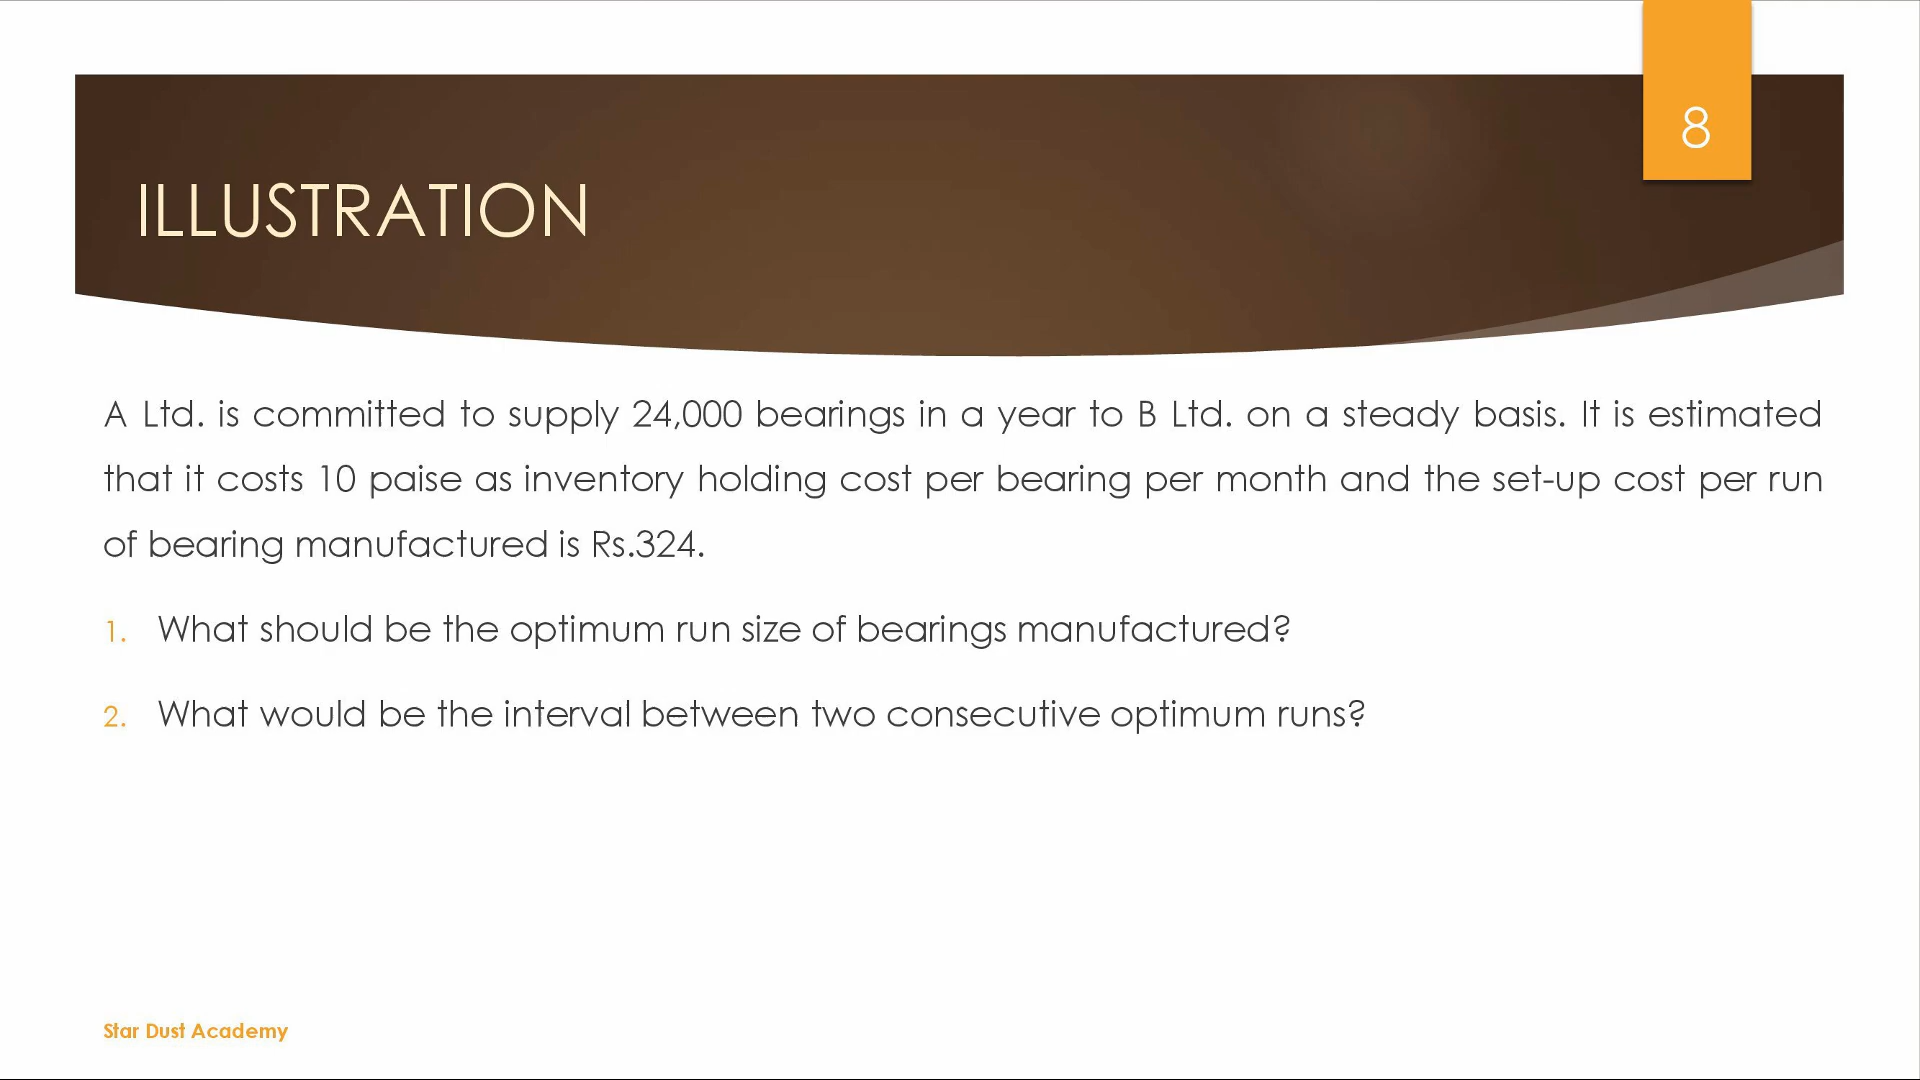 8
ILLUSTRATION
A Ltd. is committed to supply 24,000 bearings in a year to B Ltd. on a steady basis. It is estimated
that it costs 10 paise as inventory holding cost per bearing per month and the set-up cost per run
of bearing manufactured is Rs.324.
1. What should be the optimum run size of bearings manufactured?
2. What would be the interval between two consecutive optimum runs?
Star Dust Academy